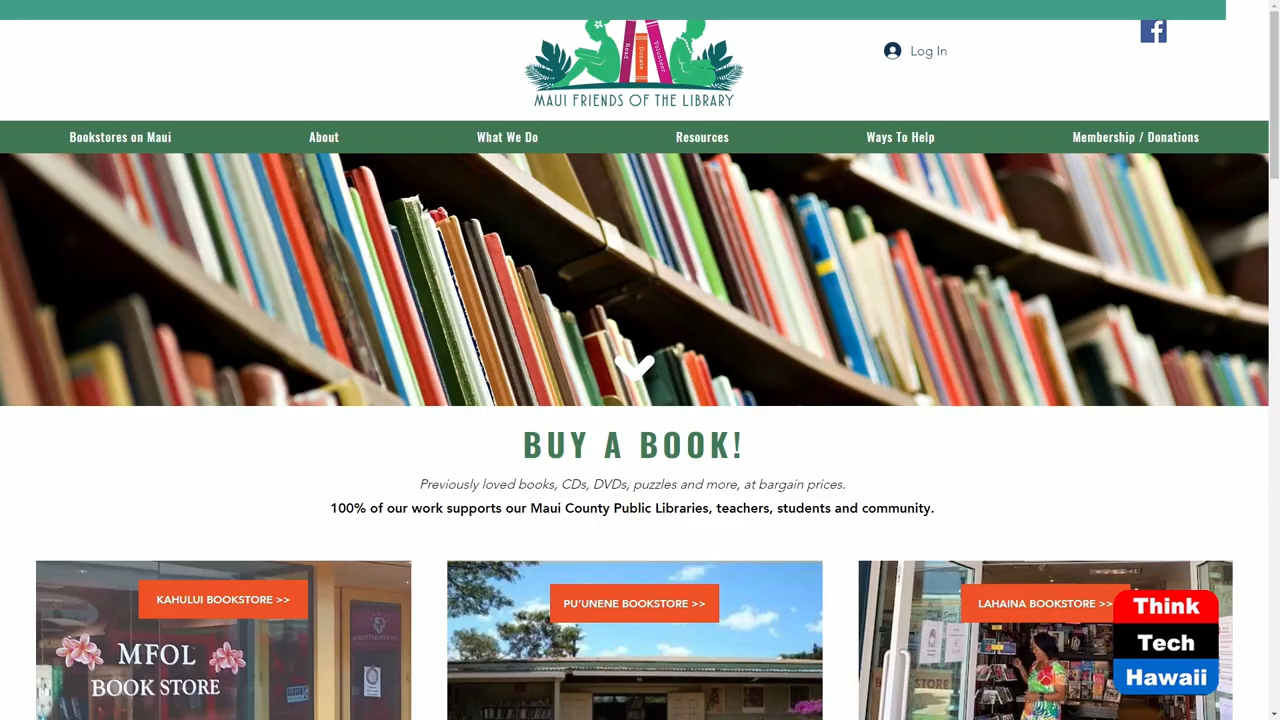 Read
Donate
Volunteer
MAUI FRIENDS OF THE LIBRARY
Log In
Bookstores on Maui
About
What We Do
Resources
Ways To Help
Membership / Donations
BUY A BOOK!
Previously loved books, CDs, DVDs, puzzles and more, at bargain prices.
100% of our work supports our Maui County Public Libraries, teachers, students and community.
KAHULUI BOOKSTORE >>
PU'UNENE BOOKSTORE >>
LAHAINA BOOKSTORE >>
MFOL
BOOK STORE
Think
Tech
Hawaii